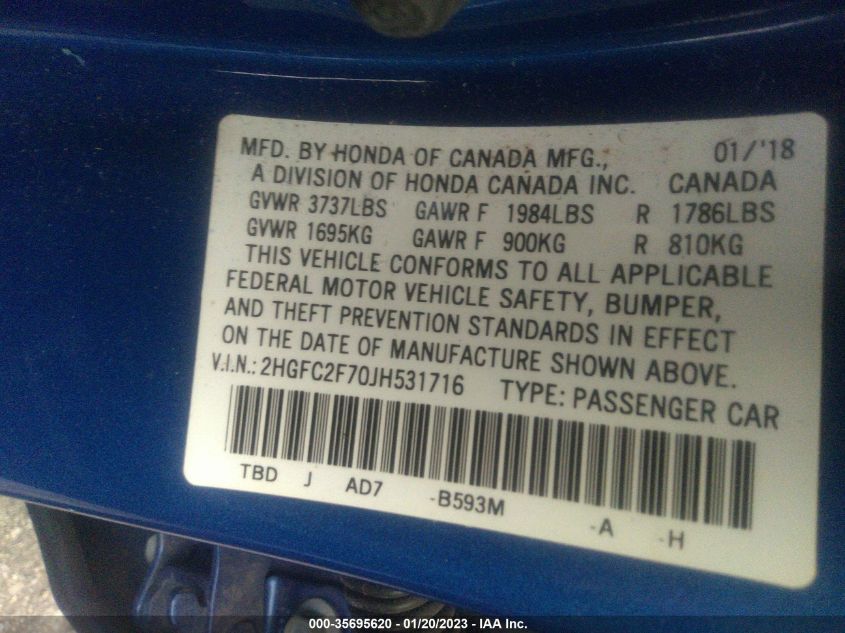 MFD. BY HONDA OF CANADA MFG., 01/'18
A DIVISION OF HONDA CANADA INC. CANADA
GVWR 3737LBS GAWR F 1984LBS R 1786LBS
GVWR 1695KG GAWR F 900KG R 810KG
THIS VEHICLE CONFORMS TO ALL APPLICABLE
FEDERAL MOTOR VEHICLE SAFETY, BUMPER,
AND THEFT PREVENTION STANDARDS IN EFFECT
ON THE DATE OF MANUFACTURE SHOWN ABOVE.
V.I.N.: 2HGFC2F70JH531716 TYPE: PASSENGER CAR
TBD J AD7 -B593M -A -H
000-35695620 - 01/20/2023 - IAA Inc.